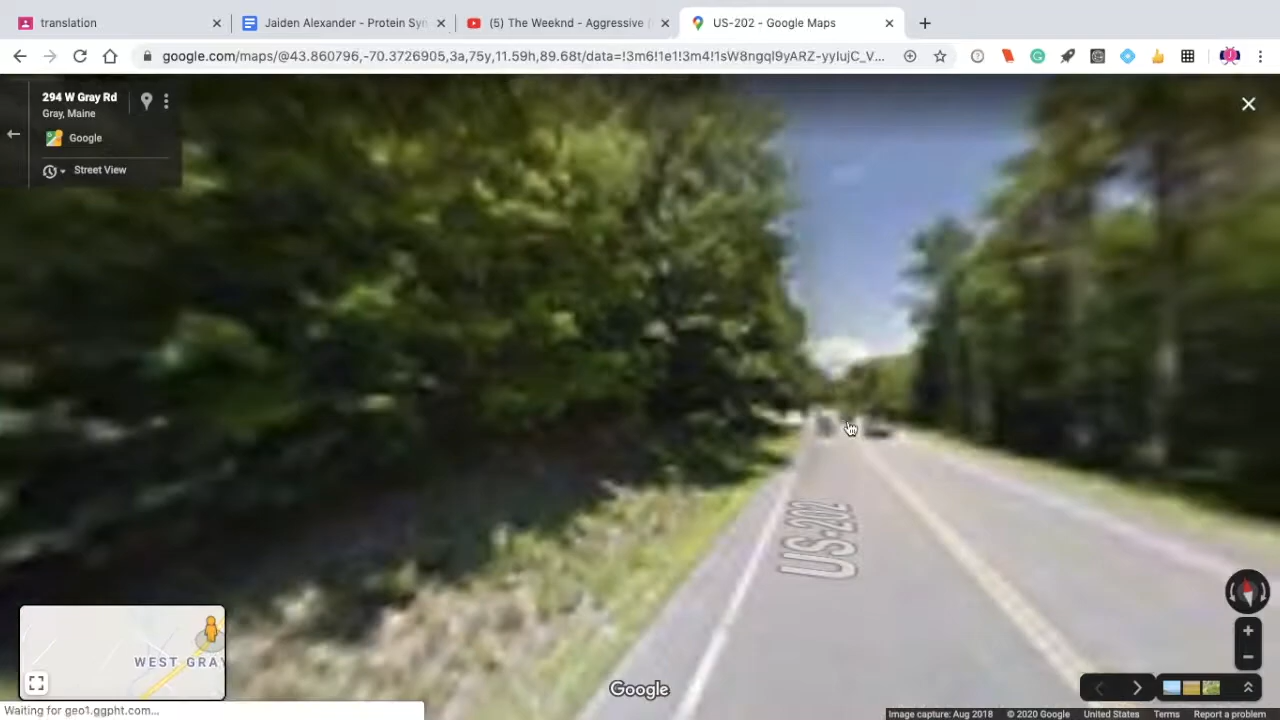 translation
Jaiden Alexander - Protein Syn
(5) The Weeknd - Aggressive
US-202 - Google Maps
google.com/maps/@43.860796,-70.3726905,3a,75y,11.59h,89.68t/data=!3m6!1e1!3m4!1sW8ngql9yARZ-yyIujC_V...
294 W Gray Rd
Gray, Maine
Google
Street View
US-202
WEST GRAY
Google
Waiting for geo1.ggpht.com...
Image capture: Aug 2018 © 2020 Google United States Terms Report a problem